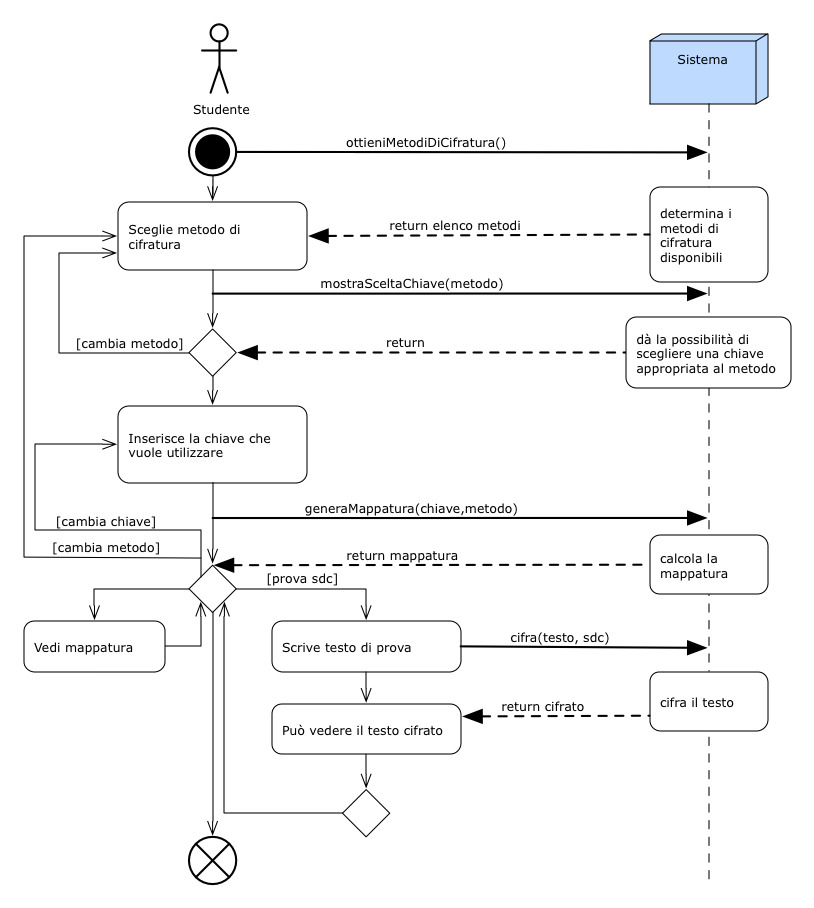 Studente
Sistema
ottieniMetodiDiCifratura()
Sceglie metodo di
cifratura
return elenco metodi
determina i
metodi di
cifratura
disponibili
mostraSceltaChiave(metodo)
[cambia metodo]
return
dà la possibilità di
scegliere una chiave
appropriata al metodo
Inserisce la chiave che
vuole utilizzare
generaMappatura(chiave,metodo)
[cambia chiave]
[cambia metodo]
return mappatura
calcola la
mappatura
[prova sdc]
Vedi mappatura
Scrive testo di prova
cifra(testo, sdc)
return cifrato
cifra il testo
Può vedere il testo cifrato